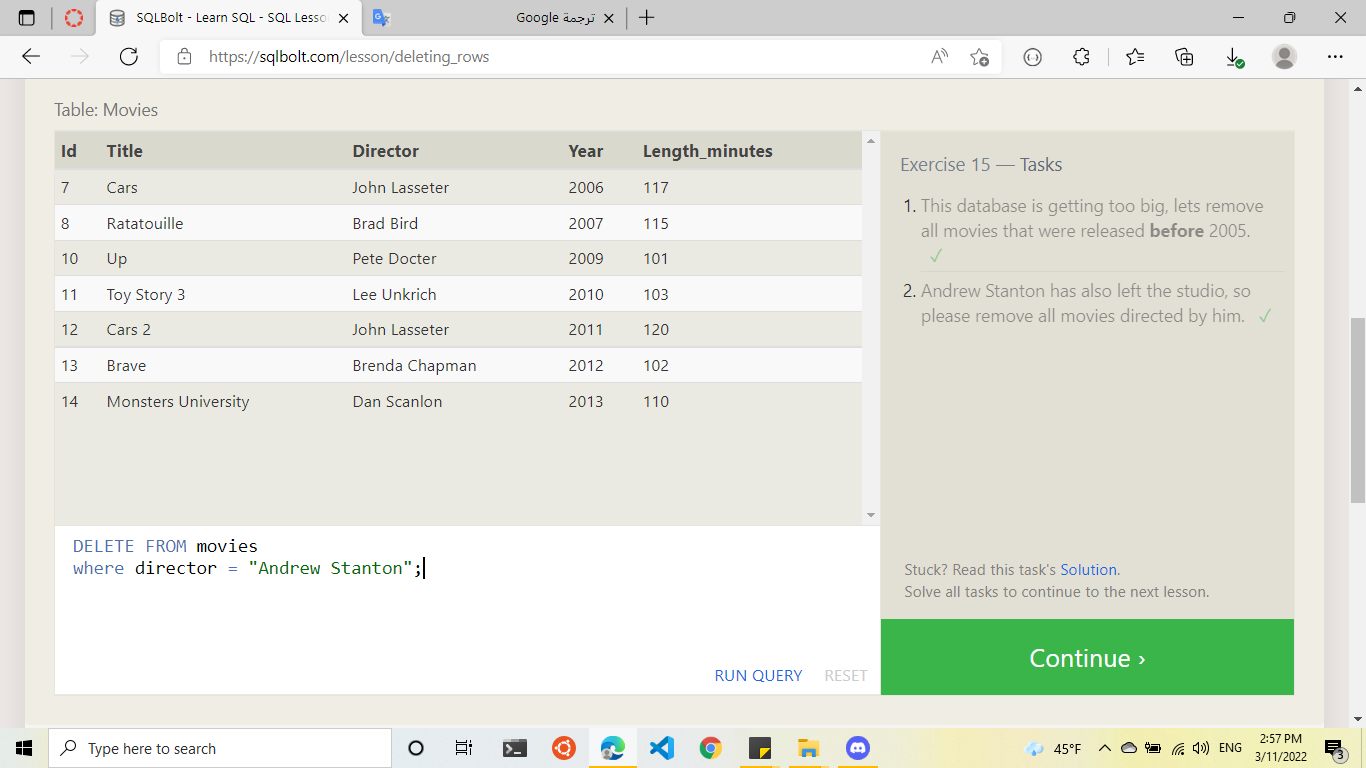 SQLBolt - Learn SQL - SQL Lesso
ترجمة Google
https://sqlbolt.com/lesson/deleting_rows
Table: Movies
Id Title Director Year Length_minutes
7 Cars John Lasseter 2006 117
8 Ratatouille Brad Bird 2007 115
10 Up Pete Docter 2009 101
11 Toy Story 3 Lee Unkrich 2010 103
12 Cars 2 John Lasseter 2011 120
13 Brave Brenda Chapman 2012 102
14 Monsters University Dan Scanlon 2013 110
DELETE FROM movies
where director = "Andrew Stanton";
RUN QUERY RESET
Exercise 15 — Tasks
1. This database is getting too big, lets remove
all movies that were released before 2005.
✓
2. Andrew Stanton has also left the studio, so
please remove all movies directed by him. ✓
Stuck? Read this task's Solution.
Solve all tasks to continue to the next lesson.
Continue ›
Type here to search
45°F
ENG
2:57 PM
3/11/2022
3